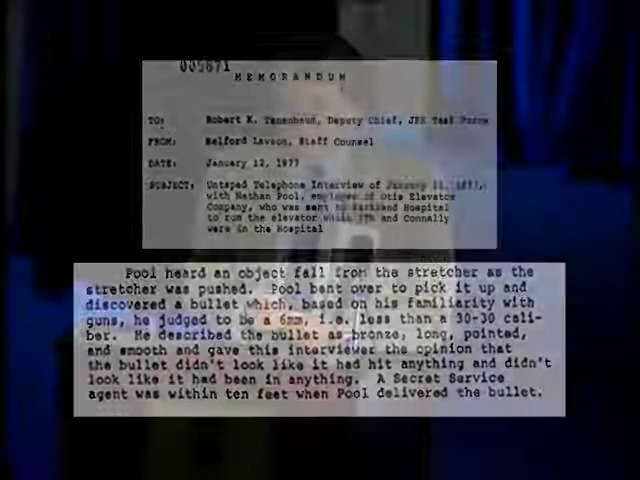 005671
MEMORANDUM
TO: Robert K. Tanenbaum, Deputy Chief, JFK Task Force
FROM: Belford Lawson, Staff Counsel
DATE: January 12, 1977
SUBJECT: Untaped Telephone Interview of January 1977,
with Nathan Pool, employee of Otis Elevator
Company, who was sent to Parkland Hospital
to run the elevator while JFK and Connally
were in the Hospital
Pool heard an object fall from the stretcher as the
stretcher was pushed. Pool bent over to pick it up and
discovered a bullet which, based on his familiarity with
guns, he judged to be a 6mm, i.e. less than a 30-30 cali-
ber. He described the bullet as bronze, long, pointed,
and smooth and gave this interviewer the opinion that
the bullet didn't look like it had hit anything and didn't
look like it had been in anything. A Secret Service
agent was within ten feet when Pool delivered the bullet.